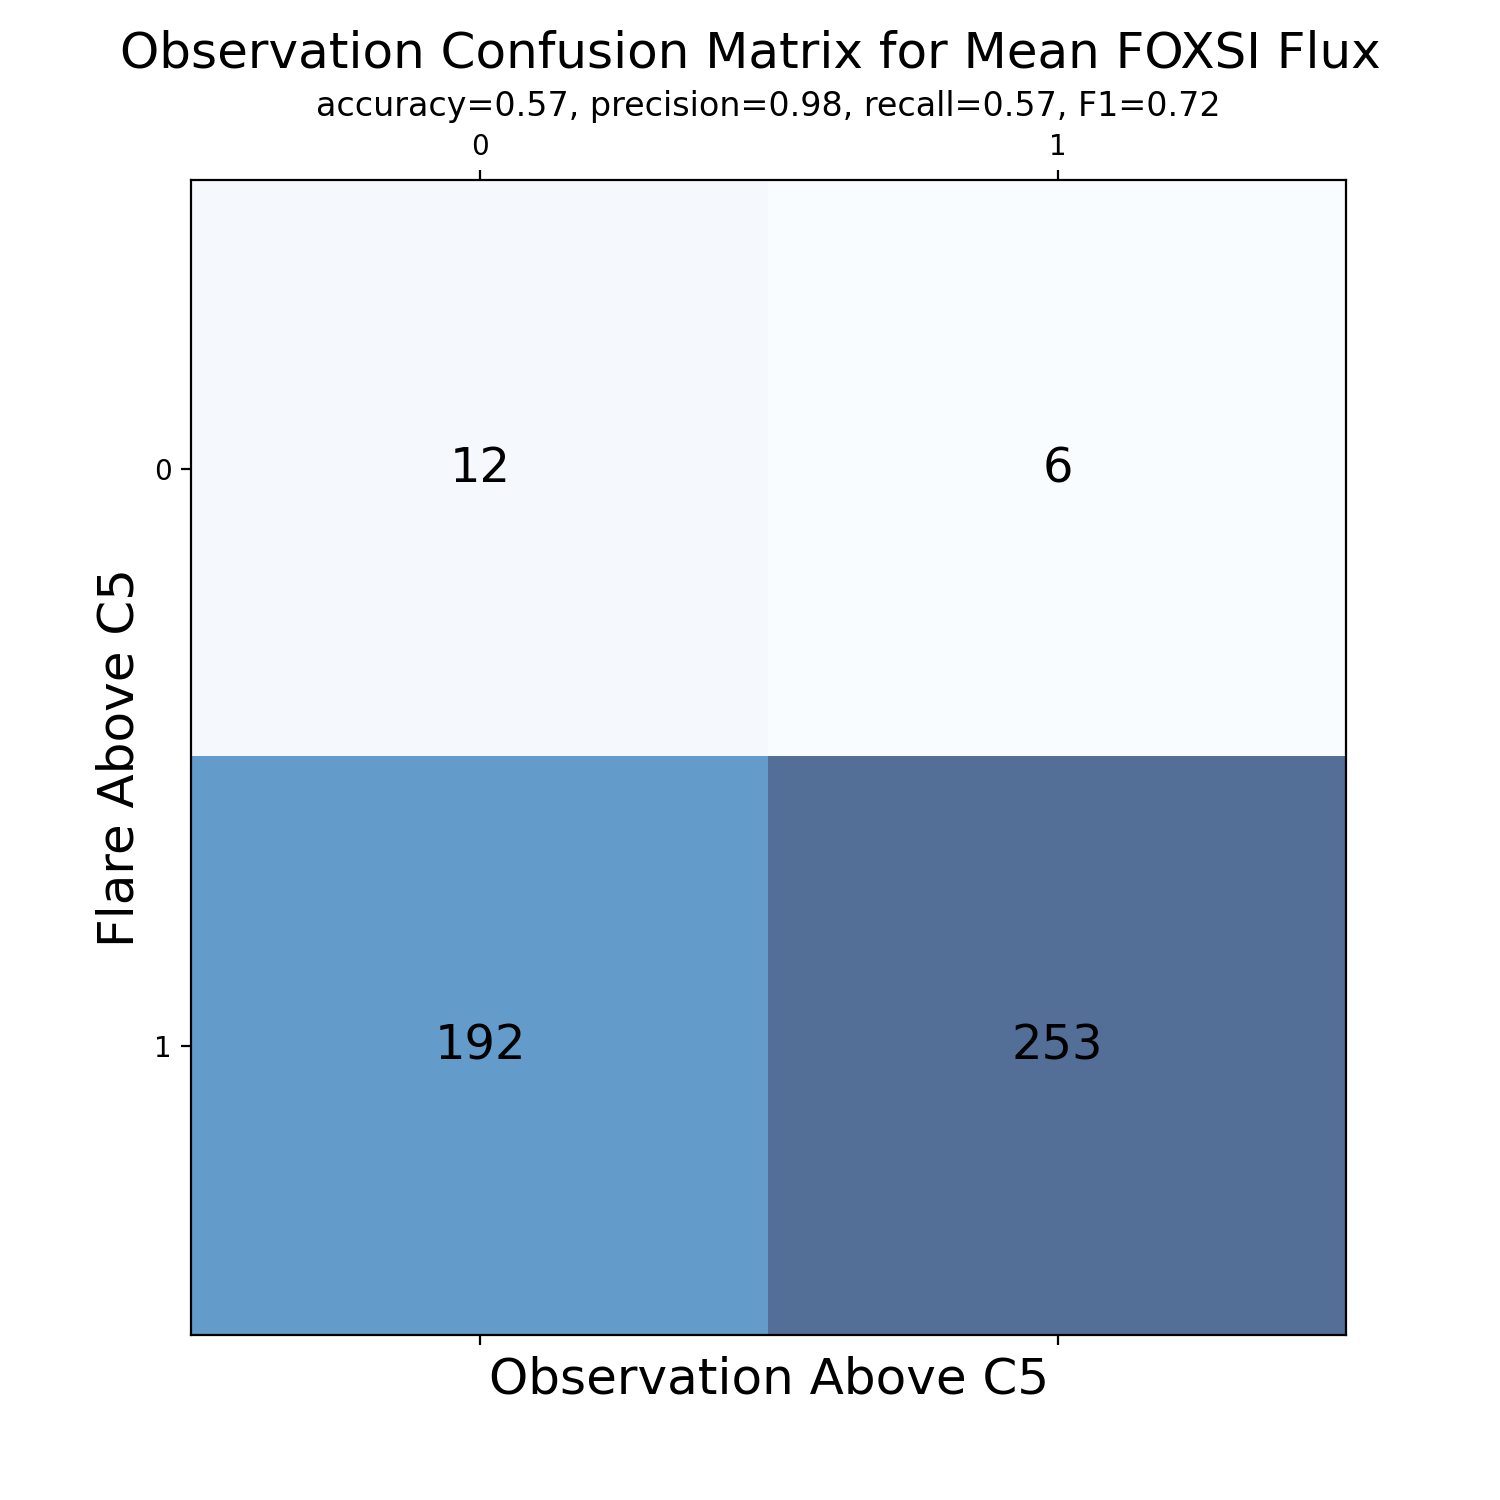 Observation Confusion Matrix for Mean FOXSI Flux
accuracy=0.57, precision=0.98, recall=0.57, F1=0.72
0 1
0 12 6
Flare Above C5
1 192 253
Observation Above C5